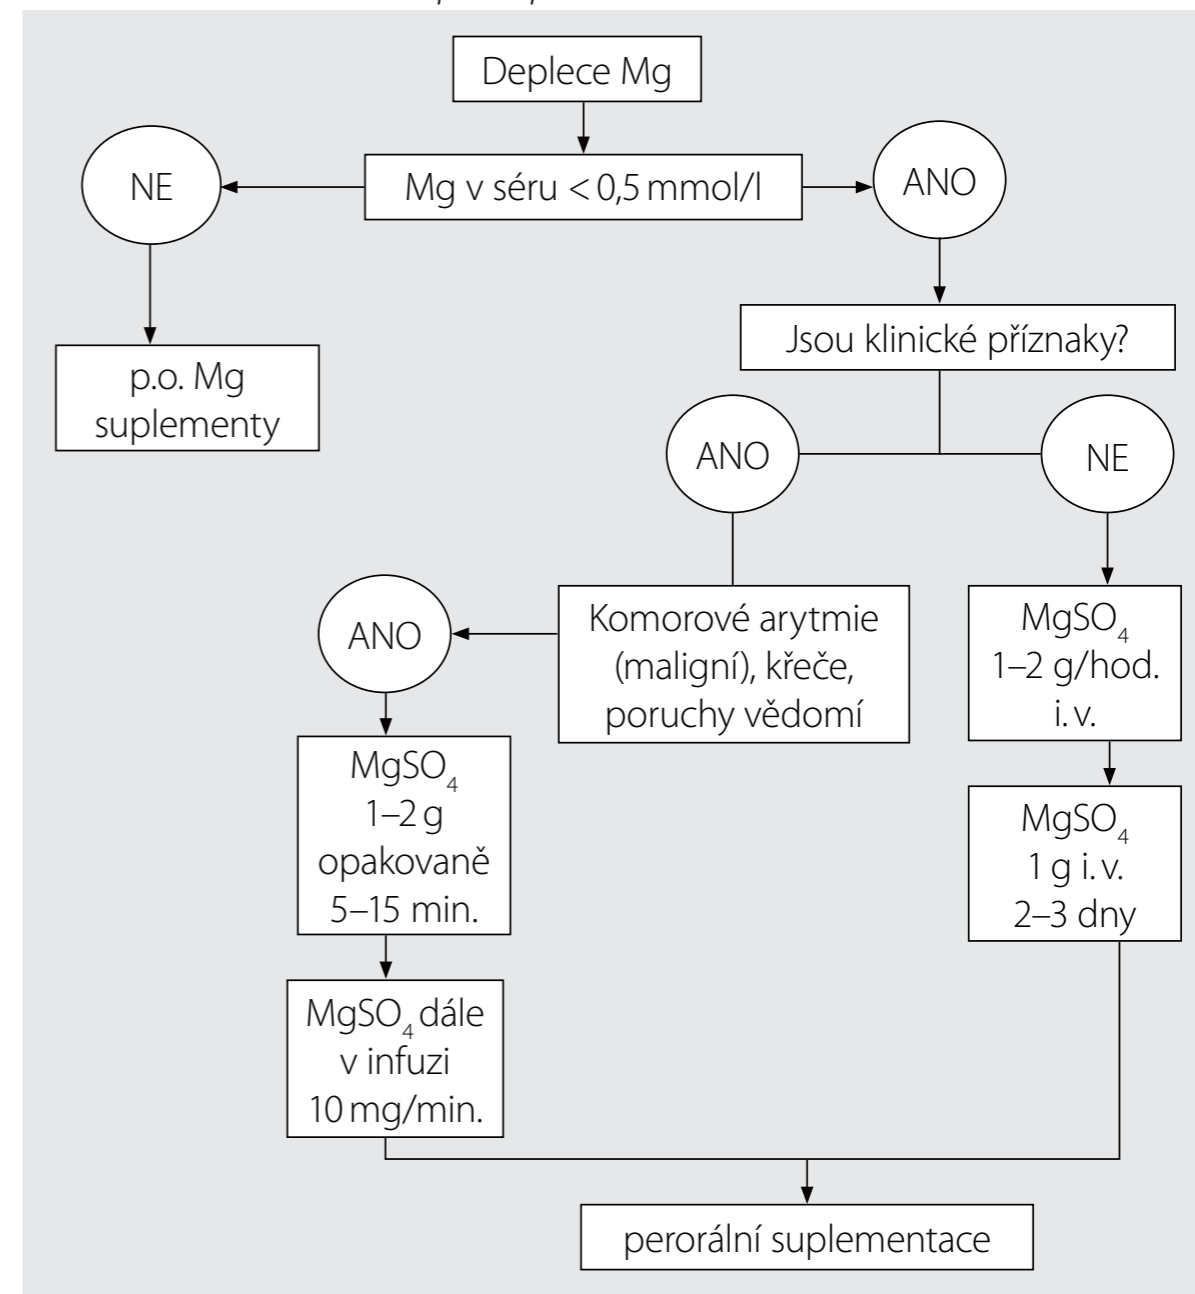 Deplece Mg
NE
Mg v séru < 0,5 mmol/l
ANO
p.o. Mg
suplementy
Jsou klinické příznaky?
ANO
NE
ANO
Komorové arytmie
(maligní), křeče,
poruchy vědomí
MgSO₄
1–2 g/hod.
i. v.
MgSO₄
1–2 g
opakovaně
5–15 min.
MgSO₄
1 g i. v.
2–3 dny
MgSO₄ dále
v infuzi
10 mg/min.
perorální suplementace